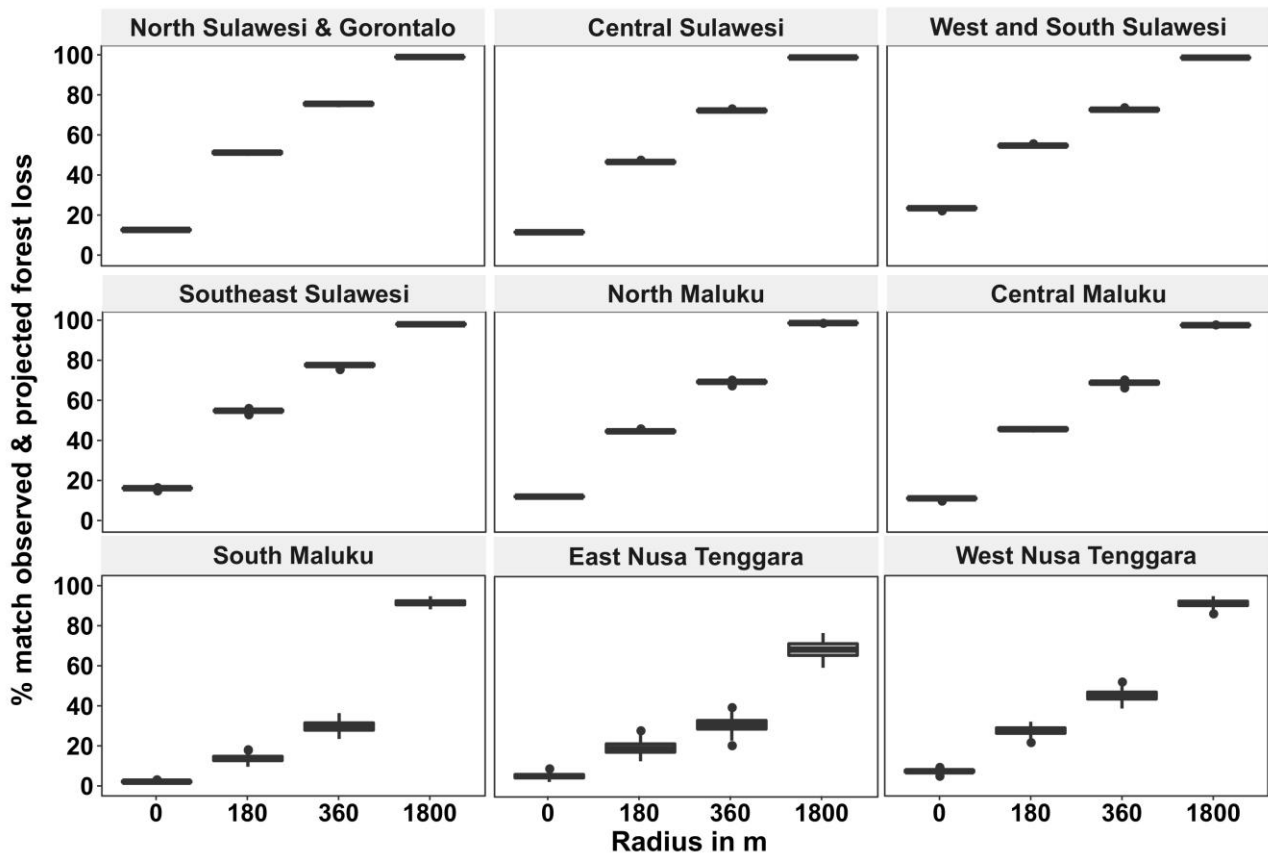 North Sulawesi & Gorontalo
Central Sulawesi
West and South Sulawesi
100
80
60
40
20
0
Southeast Sulawesi
North Maluku
Central Maluku
100
80
60
40
20
0
South Maluku
East Nusa Tenggara
West Nusa Tenggara
100
80
60
40
20
0
% match observed & projected forest loss
0 180 360 1800
0 180 360 1800
0 180 360 1800
Radius in m